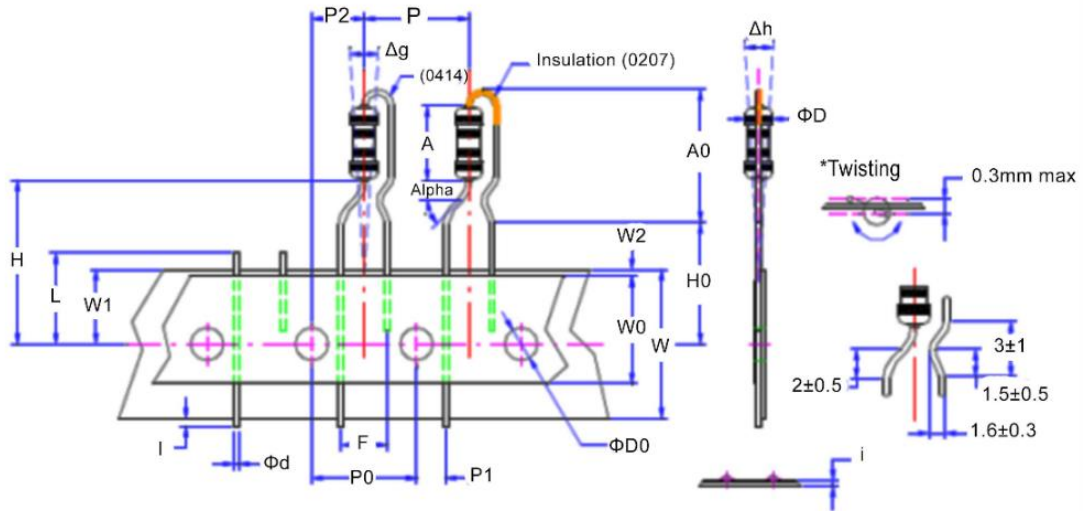 P2
P
Δh
Δg
Insulation (0207)
(0414)
ΦD
A
A0
*Twisting
0.3mm max
Alpha
H
L
W1
W2
H0
W0
W
3±1
2±0.5
1.5±0.5
1.6±0.3
I
F
ΦD0
Φd
P0
P1
i